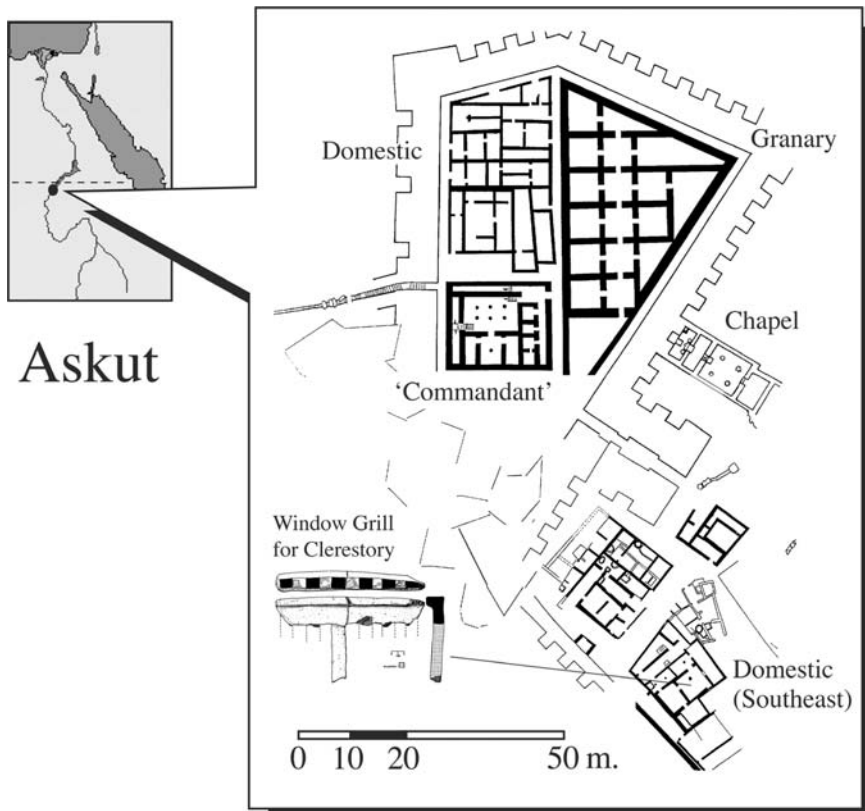 Askut
Domestic
Granary
Chapel
'Commandant'
Window Grill
for Clerestory
Domestic
(Southeast)
0 10 20 50 m.